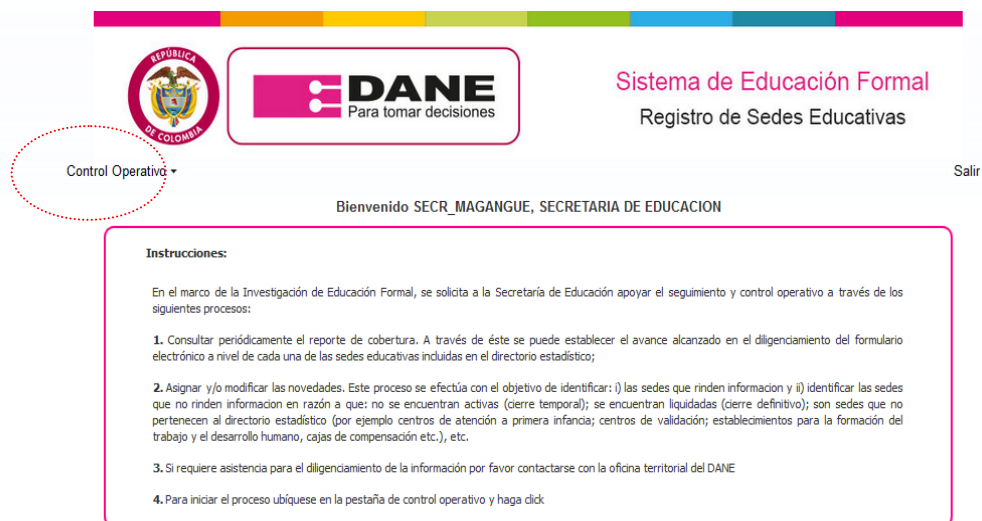 REPÚBLICA
DE COLOMBIA
DANE
Para tomar decisiones
Sistema de Educación Formal
Registro de Sedes Educativas
Control Operativo
Salir
Bienvenido SECR_MAGANGUE, SECRETARIA DE EDUCACION
Instrucciones:
En el marco de la Investigación de Educación Formal, se solicita a la Secretaría de Educación apoyar el seguimiento y control operativo a través de los
siguientes procesos:
1. Consultar periódicamente el reporte de cobertura. A través de éste se puede establecer el avance alcanzado en el diligenciamiento del formulario
electrónico a nivel de cada una de las sedes educativas incluidas en el directorio estadístico;
2. Asignar y/o modificar las novedades. Este proceso se efectúa con el objetivo de identificar: i) las sedes que rinden informacion y ii) identificar las sedes
que no rinden informacion en razón a que: no se encuentran activas (cierre temporal); se encuentran liquidadas (cierre definitivo); son sedes que no
pertenecen al directorio estadístico (por ejemplo centros de atención a primera infancia; centros de validación; establecimientos para la formación del
trabajo y el desarrollo humano, cajas de compensación etc.), etc.
3. Si requiere asistencia para el diligenciamiento de la información por favor contactarse con la oficina territorial del DANE
4. Para iniciar el proceso ubíquese en la pestaña de control operativo y haga click